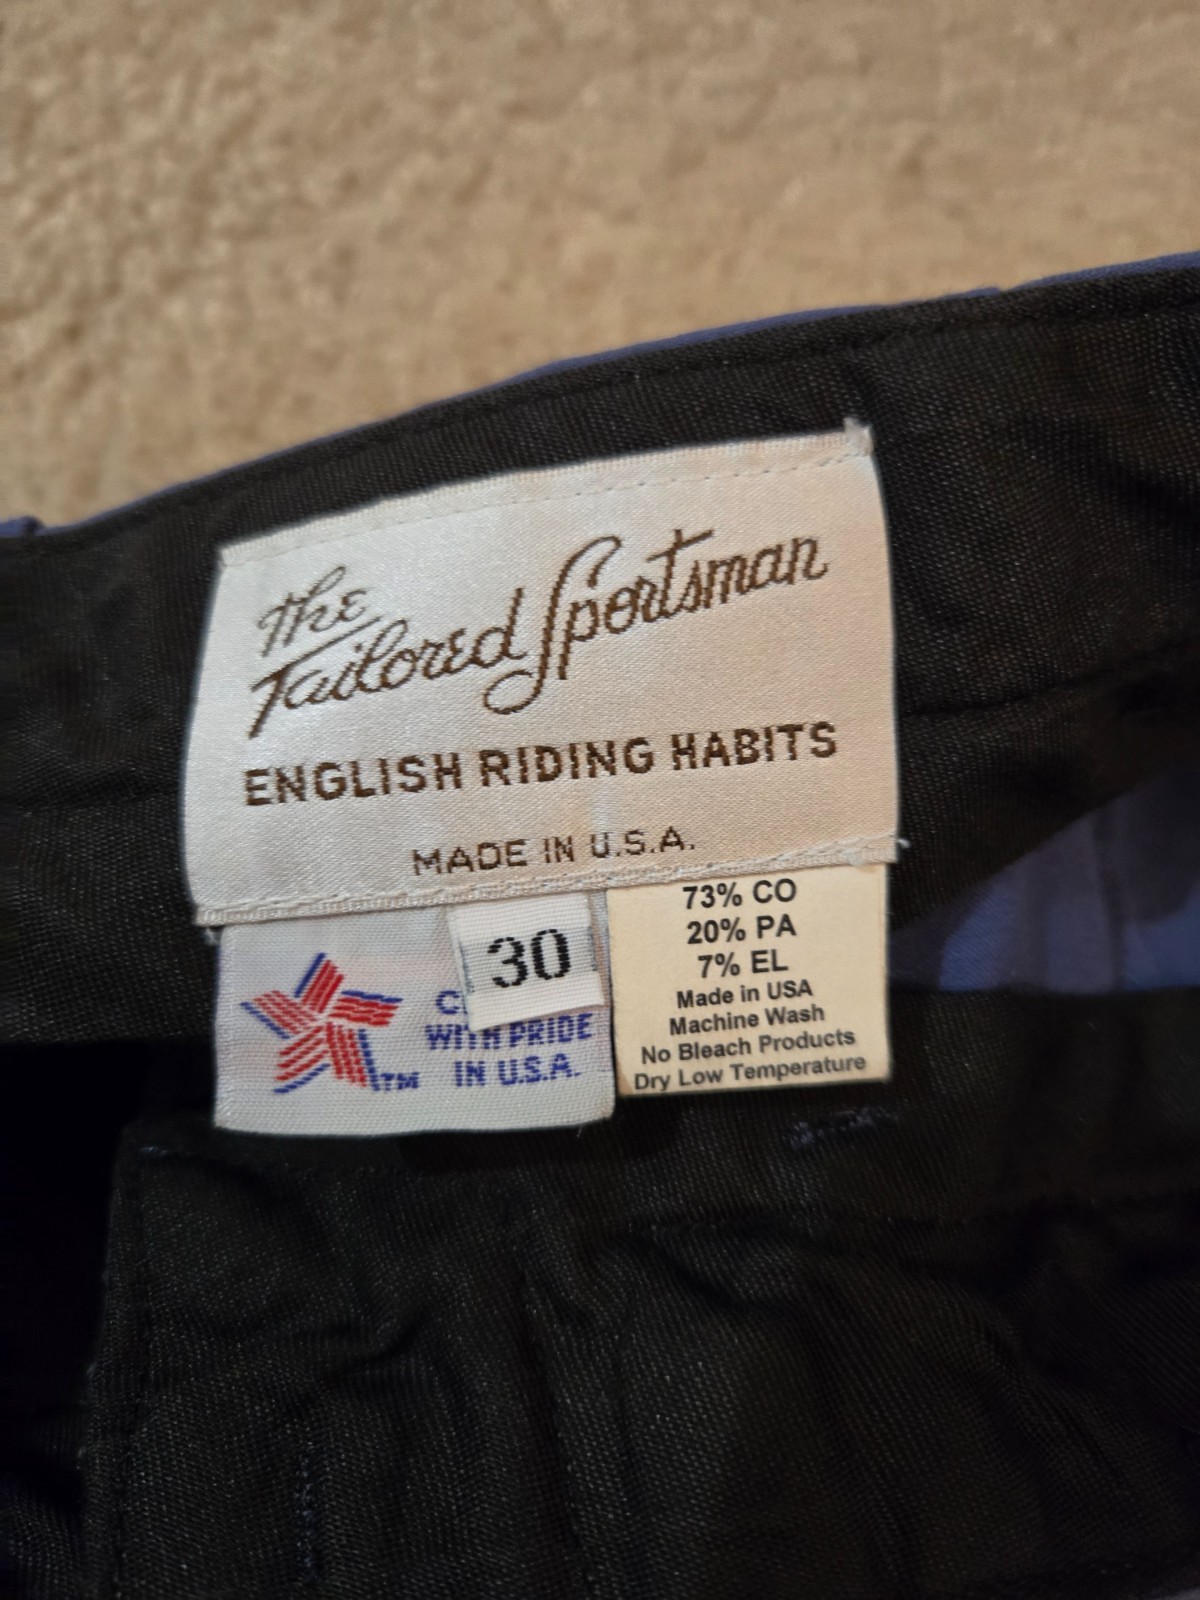 The
Tailored Sportsman
ENGLISH RIDING HABITS
MADE IN U.S.A.
30
WITH PRIDE
IN U.S.A.
TM
73% CO
20% PA
7% EL
Made in USA
Machine Wash
No Bleach Products
Dry Low Temperature